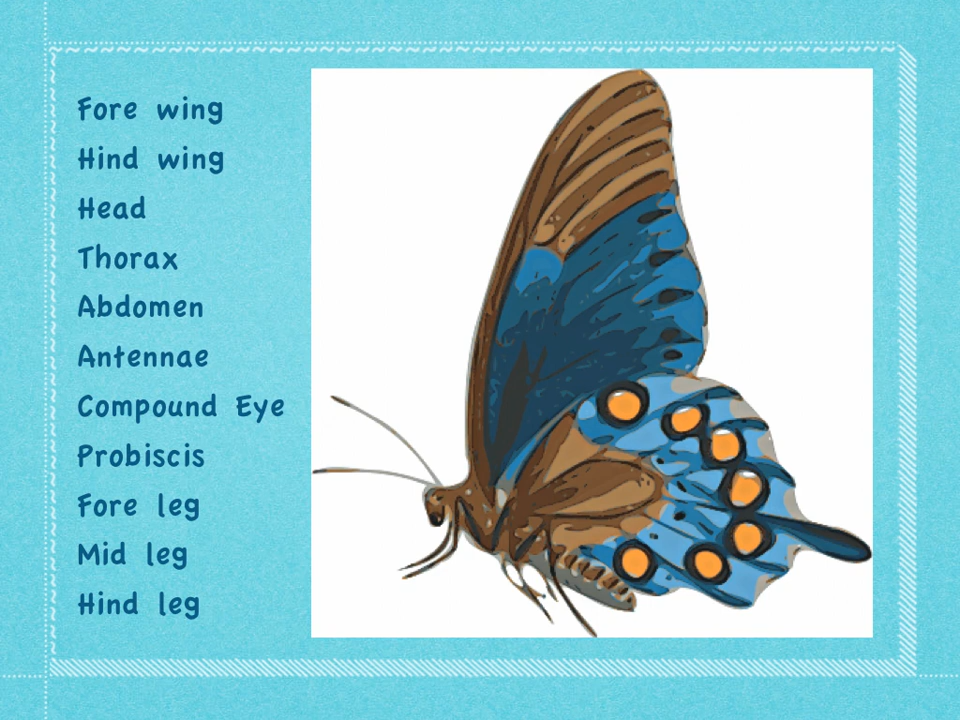 Fore wing
Hind wing
Head
Thorax
Abdomen
Antennae
Compound Eye
Probiscis
Fore leg
Mid leg
Hind leg